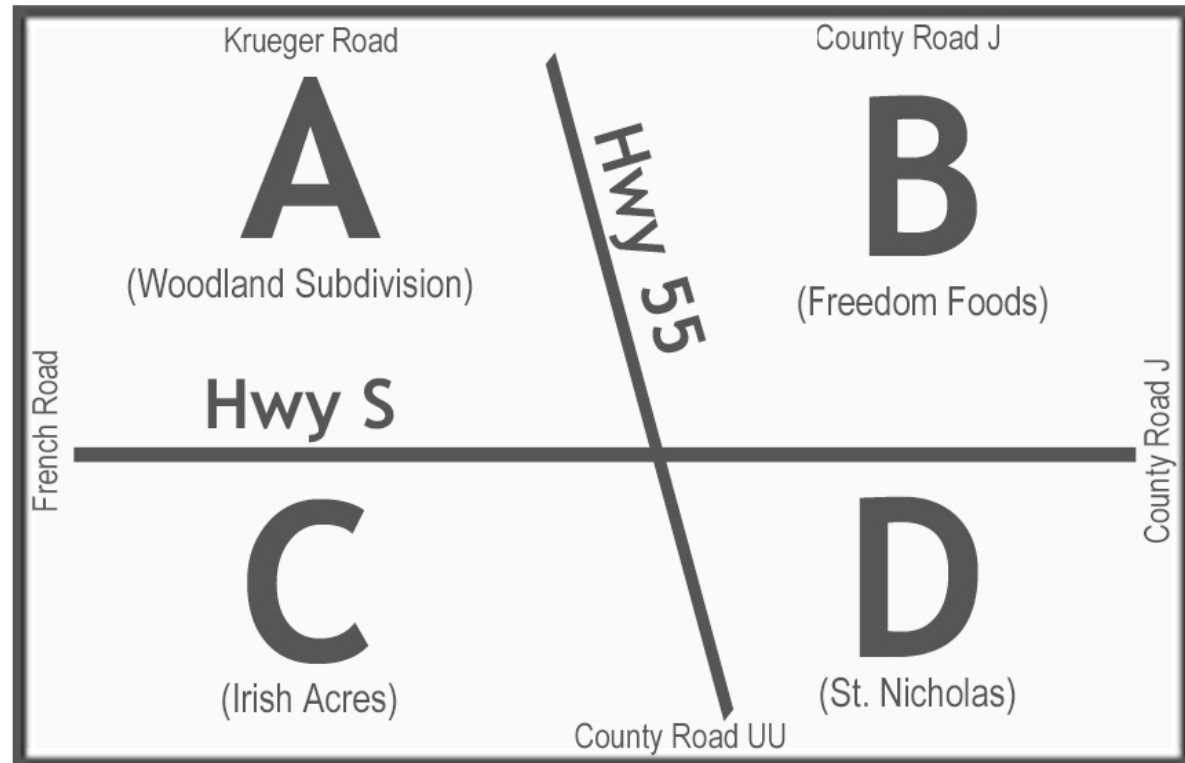 Krueger Road
County Road J
A
Hwy 55
B
(Woodland Subdivision)
(Freedom Foods)
French Road
Hwy S
County Road J
C
D
(Irish Acres)
(St. Nicholas)
County Road UU